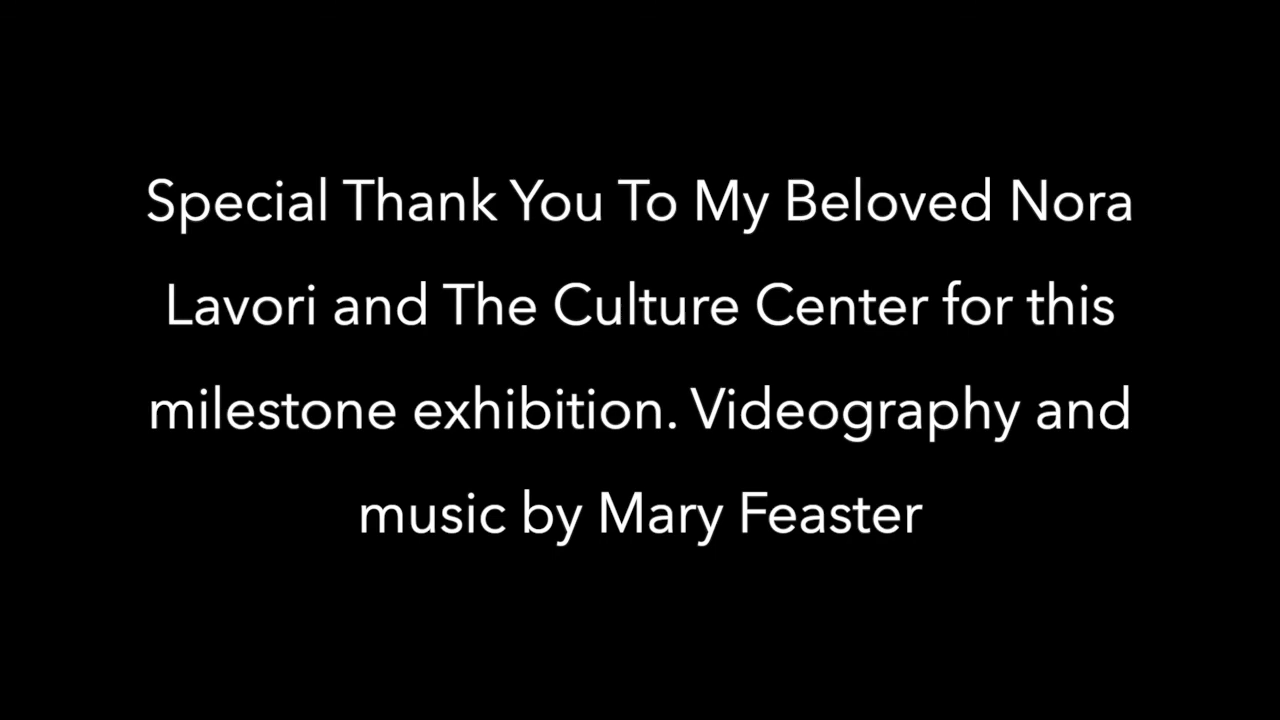 Special Thank You To My Beloved Nora
Lavori and The Culture Center for this
milestone exhibition. Videography and
music by Mary Feaster